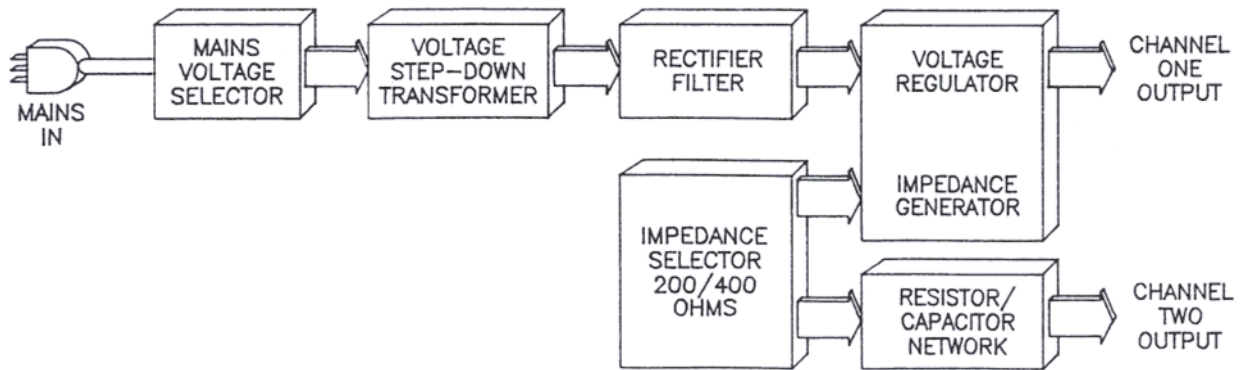 MAINS
IN
MAINS
VOLTAGE
SELECTOR
VOLTAGE
STEP-DOWN
TRANSFORMER
RECTIFIER
FILTER
VOLTAGE
REGULATOR
IMPEDANCE
GENERATOR
CHANNEL
ONE
OUTPUT
IMPEDANCE
SELECTOR
200/400
OHMS
RESISTOR/
CAPACITOR
NETWORK
CHANNEL
TWO
OUTPUT